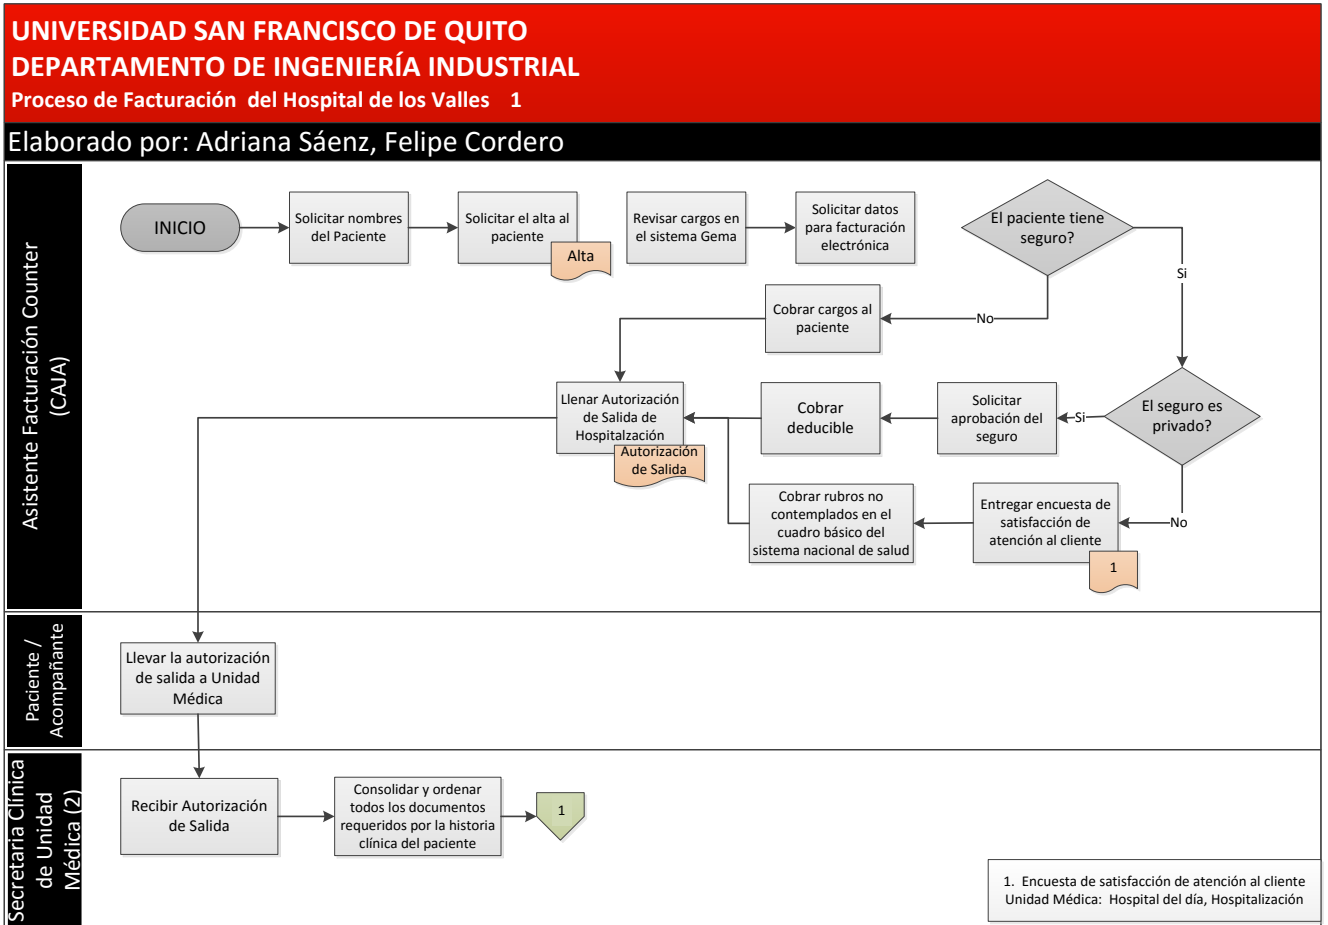 UNIVERSIDAD SAN FRANCISCO DE QUITO
DEPARTAMENTO DE INGENIERÍA INDUSTRIAL
Proceso de Facturación del Hospital de los Valles 1
Elaborado por: Adriana Sáenz, Felipe Cordero
Asistente Facturación Counter
(CAJA)
INICIO
Solicitar nombres
del Paciente
Solicitar el alta al
paciente
Alta
Revisar cargos en
el sistema Gema
Solicitar datos
para facturación
electrónica
El paciente tiene
seguro?
Si
No
Cobrar cargos al
paciente
El seguro es
privado?
Si
Solicitar
aprobación del
seguro
Cobrar
deducible
Llenar Autorización
de Salida de
Hospitalzación
Autorización
de Salida
No
Entregar encuesta de
satisfacción de
atención al cliente
1
Cobrar rubros no
contemplados en el
cuadro básico del
sistema nacional de salud
Paciente /
Acompañante
Llevar la autorización
de salida a Unidad
Médica
Secretaria Clínica
de Unidad
Médica (2)
Recibir Autorización
de Salida
Consolidar y ordenar
todos los documentos
requeridos por la historia
clínica del paciente
1
1. Encuesta de satisfacción de atención al cliente
Unidad Médica: Hospital del día, Hospitalización